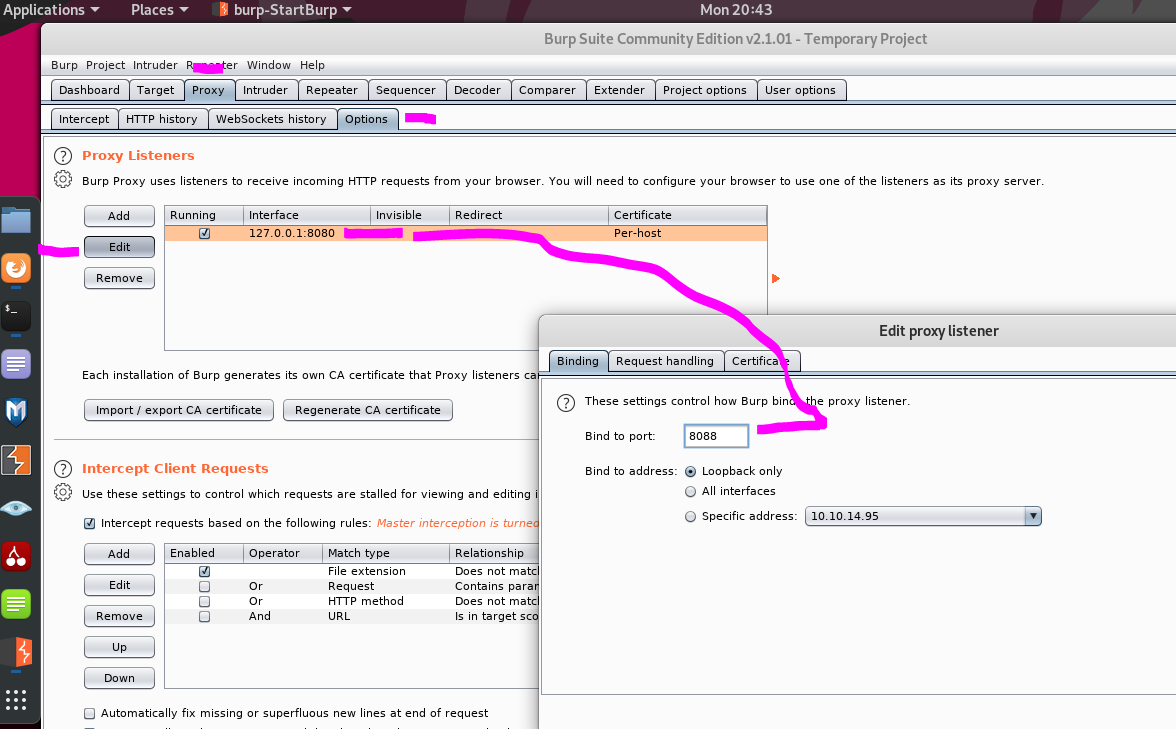 Applications Places burp-StartBurp Mon 20:43
Burp Suite Community Edition v2.1.01 - Temporary Project
Burp Project Intruder Repeater Window Help
Dashboard Target Proxy Intruder Repeater Sequencer Decoder Comparer Extender Project options User options
Intercept HTTP history WebSockets history Options
? Proxy Listeners
Burp Proxy uses listeners to receive incoming HTTP requests from your browser. You will need to configure your browser to use one of the listeners as its proxy server.
Add Running Interface Invisible Redirect Certificate
127.0.0.1:8080 Per-host
Edit
Remove
Each installation of Burp generates its own CA certificate that Proxy listeners ca
Import / export CA certificate Regenerate CA certificate
? Intercept Client Requests
Use these settings to control which requests are stalled for viewing and editing i
Intercept requests based on the following rules: Master interception is turned
Add Enabled Operator Match type Relationship
File extension Does not matc
Edit Or Request Contains paran
Or HTTP method Does not matc
Remove And URL Is in target sco
Up
Down
Automatically fix missing or superfluous new lines at end of request
Edit proxy listener
Binding Request handling Certificate
? These settings control how Burp binds the proxy listener.
Bind to port: 8088
Bind to address: Loopback only
All interfaces
Specific address: 10.10.14.95
$_